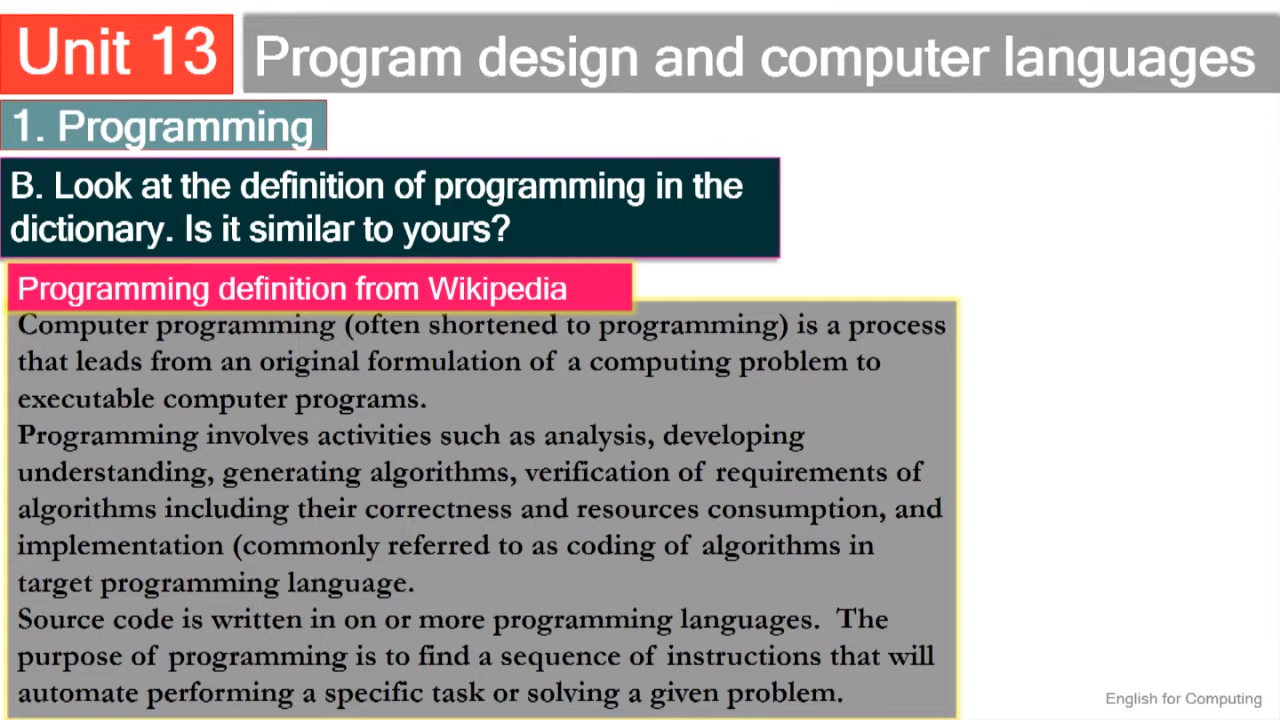 Unit 13
Program design and computer languages
1. Programming
B. Look at the definition of programming in the
dictionary. Is it similar to yours?
Programming definition from Wikipedia
Computer programming (often shortened to programming) is a process
that leads from an original formulation of a computing problem to
executable computer programs.
Programming involves activities such as analysis, developing
understanding, generating algorithms, verification of requirements of
algorithms including their correctness and resources consumption, and
implementation (commonly referred to as coding of algorithms in
target programming language.
Source code is written in on or more programming languages. The
purpose of programming is to find a sequence of instructions that will
automate performing a specific task or solving a given problem.
English for Computing